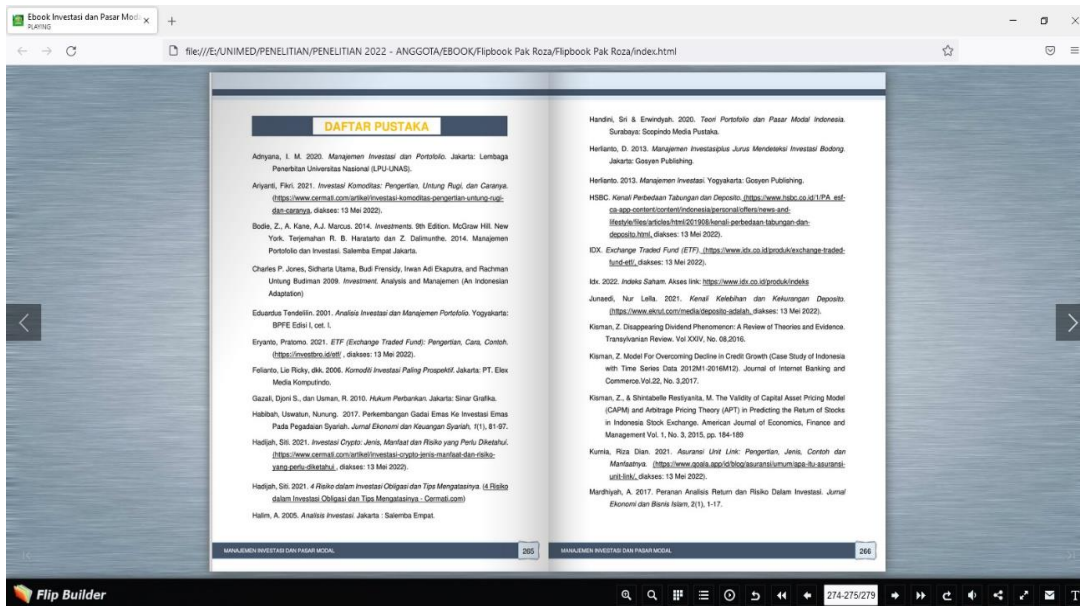 Ebook Investasi dan Pasar Mod
PLAYING
file:///E:/UNIMED/PENELITIAN/PENELITIAN 2022 - ANGGOTA/EBOOK/Flipbook Pak Roza/Flipbook Pak Roza/index.html
DAFTAR PUSTAKA
Adnyana, I. M. 2020. Manajemen Investasi dan Portofolio. Jakarta: Lembaga
Penerbitan Universitas Nasional (LPU-UNAS).
Ariyanti, Fikri. 2021. Investasi Komoditas: Pengertian, Untung Rugi, dan Caranya.
(https://www.cermati.com/artikel/investasi-komoditas-pengertian-untung-rugi-
dan-caranya, diakses: 13 Mei 2022).
Bodie, Z., A. Kane, A.J. Marcus. 2014. Investments. 9th Edition. McGraw Hill. New
York. Terjemahan R. B. Haratarto dan Z. Dalimunthe. 2014. Manajemen
Portofolio dan Investasi. Salemba Empat Jakarta.
Charles P. Jones, Sidharta Utama, Budi Frensidy, Irwan Adi Ekaputra, and Rachman
Untung Budiman 2009. Investment. Analysis and Manajemen (An Indonesian
Adaptation)
Eduardus Tendelilin. 2001. Analisis Investasi dan Manajemen Portofolio. Yogyakarta:
BPFE Edisi I, cet. I.
Eryanto, Pratomo. 2021. ETF (Exchange Traded Fund): Pengertian, Cara, Contoh.
(https://investbro.id/etf/ , diakses: 13 Mei 2022).
Folianto, Lie Ricky, dkk. 2006. Komoditi Investasi Paling Prospektif. Jakarta: PT. Elex
Media Komputindo.
Gazali, Djoni S., dan Usman, R. 2010. Hukum Perbankan. Jakarta: Sinar Grafika.
Habibah, Uswatun, Nunung. 2017. Perkembangan Gadai Emas Ke Investasi Emas
Pada Pegadaian Syariah. Jurnal Ekonomi dan Keuangan Syariah, 1(1), 81-97.
Hadijah, Siti. 2021. Investasi Crypto: Jenis, Manfaat dan Risiko yang Perlu Diketahui.
(https://www.cermati.com/artikel/investasi-crypto-jenis-manfaat-dan-risiko-
yang-perlu-diketahui , diakses: 13 Mei 2022).
Hadijah, Siti. 2021. 4 Risiko dalam Investasi Obligasi dan Tips Mengatasinya. (4 Risiko
dalam Investasi Obligasi dan Tips Mengatasinya - Cermati.com)
Halim, A. 2005. Analisis Investasi. Jakarta : Salemba Empat.
MANAJEMEN INVESTASI DAN PASAR MODAL
265
Handini, Sri & Erwindyah. 2020. Teori Portofolio dan Pasar Modal Indonesia.
Surabaya: Scopindo Media Pustaka.
Herlianto, D. 2013. Manajemen Investasiplus Jurus Mendeteksi Investasi Bodong.
Jakarta: Gosyen Publishing.
Herlianto. 2013. Manajemen Investasi. Yogyakarta: Gosyen Publishing.
HSBC. Kenali Perbedaan Tabungan dan Deposito. (https://www.hsbc.co.id/1/PA_esf-
ca-app-content/content/indonesia/personal/offers/news-and-
lifestyle/files/articles/html/201908/kenali-perbedaan-tabungan-dan-
deposito.html, diakses: 13 Mei 2022).
IDX. Exchange Traded Fund (ETF). (https://www.idx.co.id/produk/exchange-traded-
fund-etf/, diakses: 13 Mei 2022).
Idx. 2022. Indeks Saham. Akses link: https://www.idx.co.id/produk/indeks
Junaedi, Nur Lella. 2021. Kenali Kelebihan dan Kekurangan Deposito.
(https://www.ekrut.com/media/deposito-adalah, diakses: 13 Mei 2022).
Kisman, Z. Disappearing Dividend Phenomenon: A Review of Theories and Evidence.
Transylvanian Review. Vol XXIV, No. 08,2016.
Kisman, Z. Model For Overcoming Decline in Credit Growth (Case Study of Indonesia
with Time Series Data 2012M1-2016M12). Journal of Internet Banking and
Commerce.Vol.22, No. 3,2017.
Kisman, Z., & Shintabelle Restiyanita, M. The Validity of Capital Asset Pricing Model
(CAPM) and Arbitrage Pricing Theory (APT) in Predicting the Return of Stocks
in Indonesia Stock Exchange. American Journal of Economics, Finance and
Management Vol. 1, No. 3, 2015, pp. 184-189
Kurnia, Riza Dian. 2021. Asuransi Unit Link: Pengertian, Jenis, Contoh dan
Manfaatnya. (https://www.qoala.app/id/blog/asuransi/umum/apa-itu-asuransi-
unit-link/, diakses: 13 Mei 2022).
Mardhiyah, A. 2017. Peranan Analisis Return dan Risiko Dalam Investasi. Jurnal
Ekonomi dan Bisnis Islam, 2(1), 1-17.
MANAJEMEN INVESTASI DAN PASAR MODAL
266
Flip Builder
274-275/279